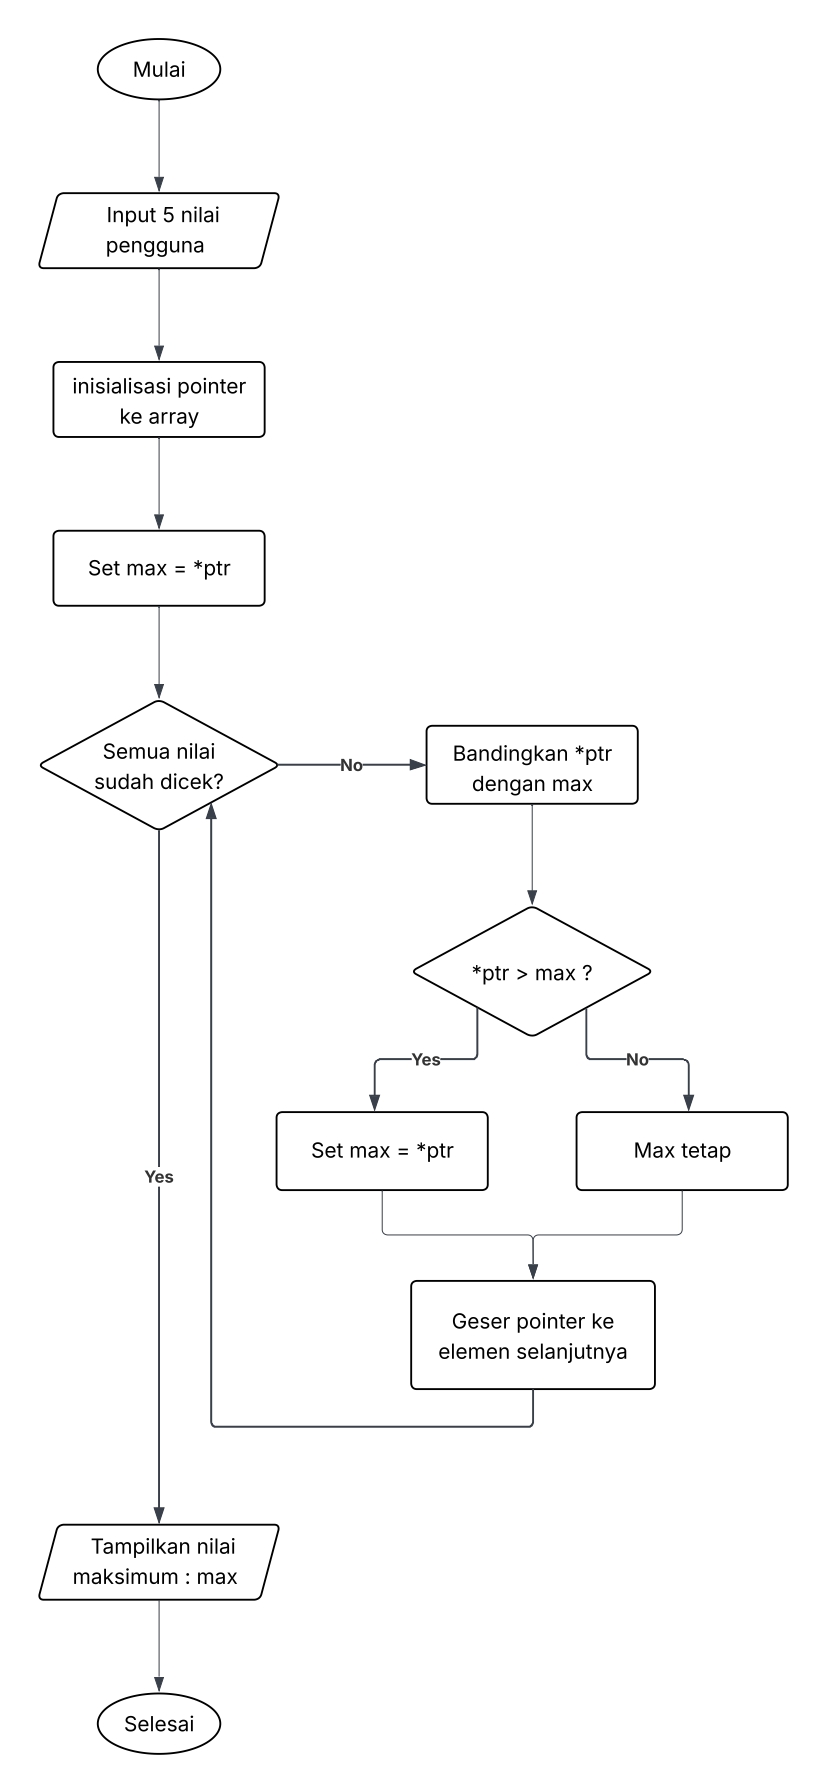 Mulai
Input 5 nilai
pengguna
inisialisasi pointer
ke array
Set max = *ptr
Semua nilai
sudah dicek?
No
Bandingkan *ptr
dengan max
*ptr > max ?
Yes
No
Set max = *ptr
Max tetap
Yes
Geser pointer ke
elemen selanjutnya
Tampilkan nilai
maksimum : max
Selesai